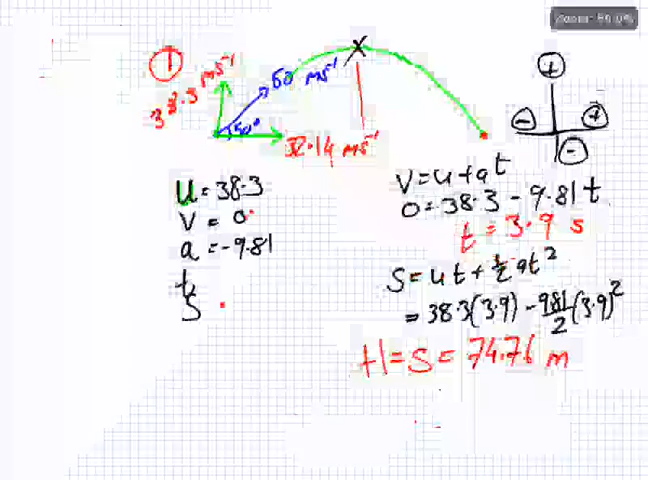 ①
38.3 ms⁻¹
50 ms⁻¹
50°
32.14 ms⁻¹
X
+
- +
-
u = 38.3
v = 0
a = -9.81
t
S
V = u + at
0 = 38.3 - 9.81 t
t = 3.9 s
S = ut + ½ at²
= 38.3(3.9) - 9.81/2 (3.9)²
H = S = 74.76 m